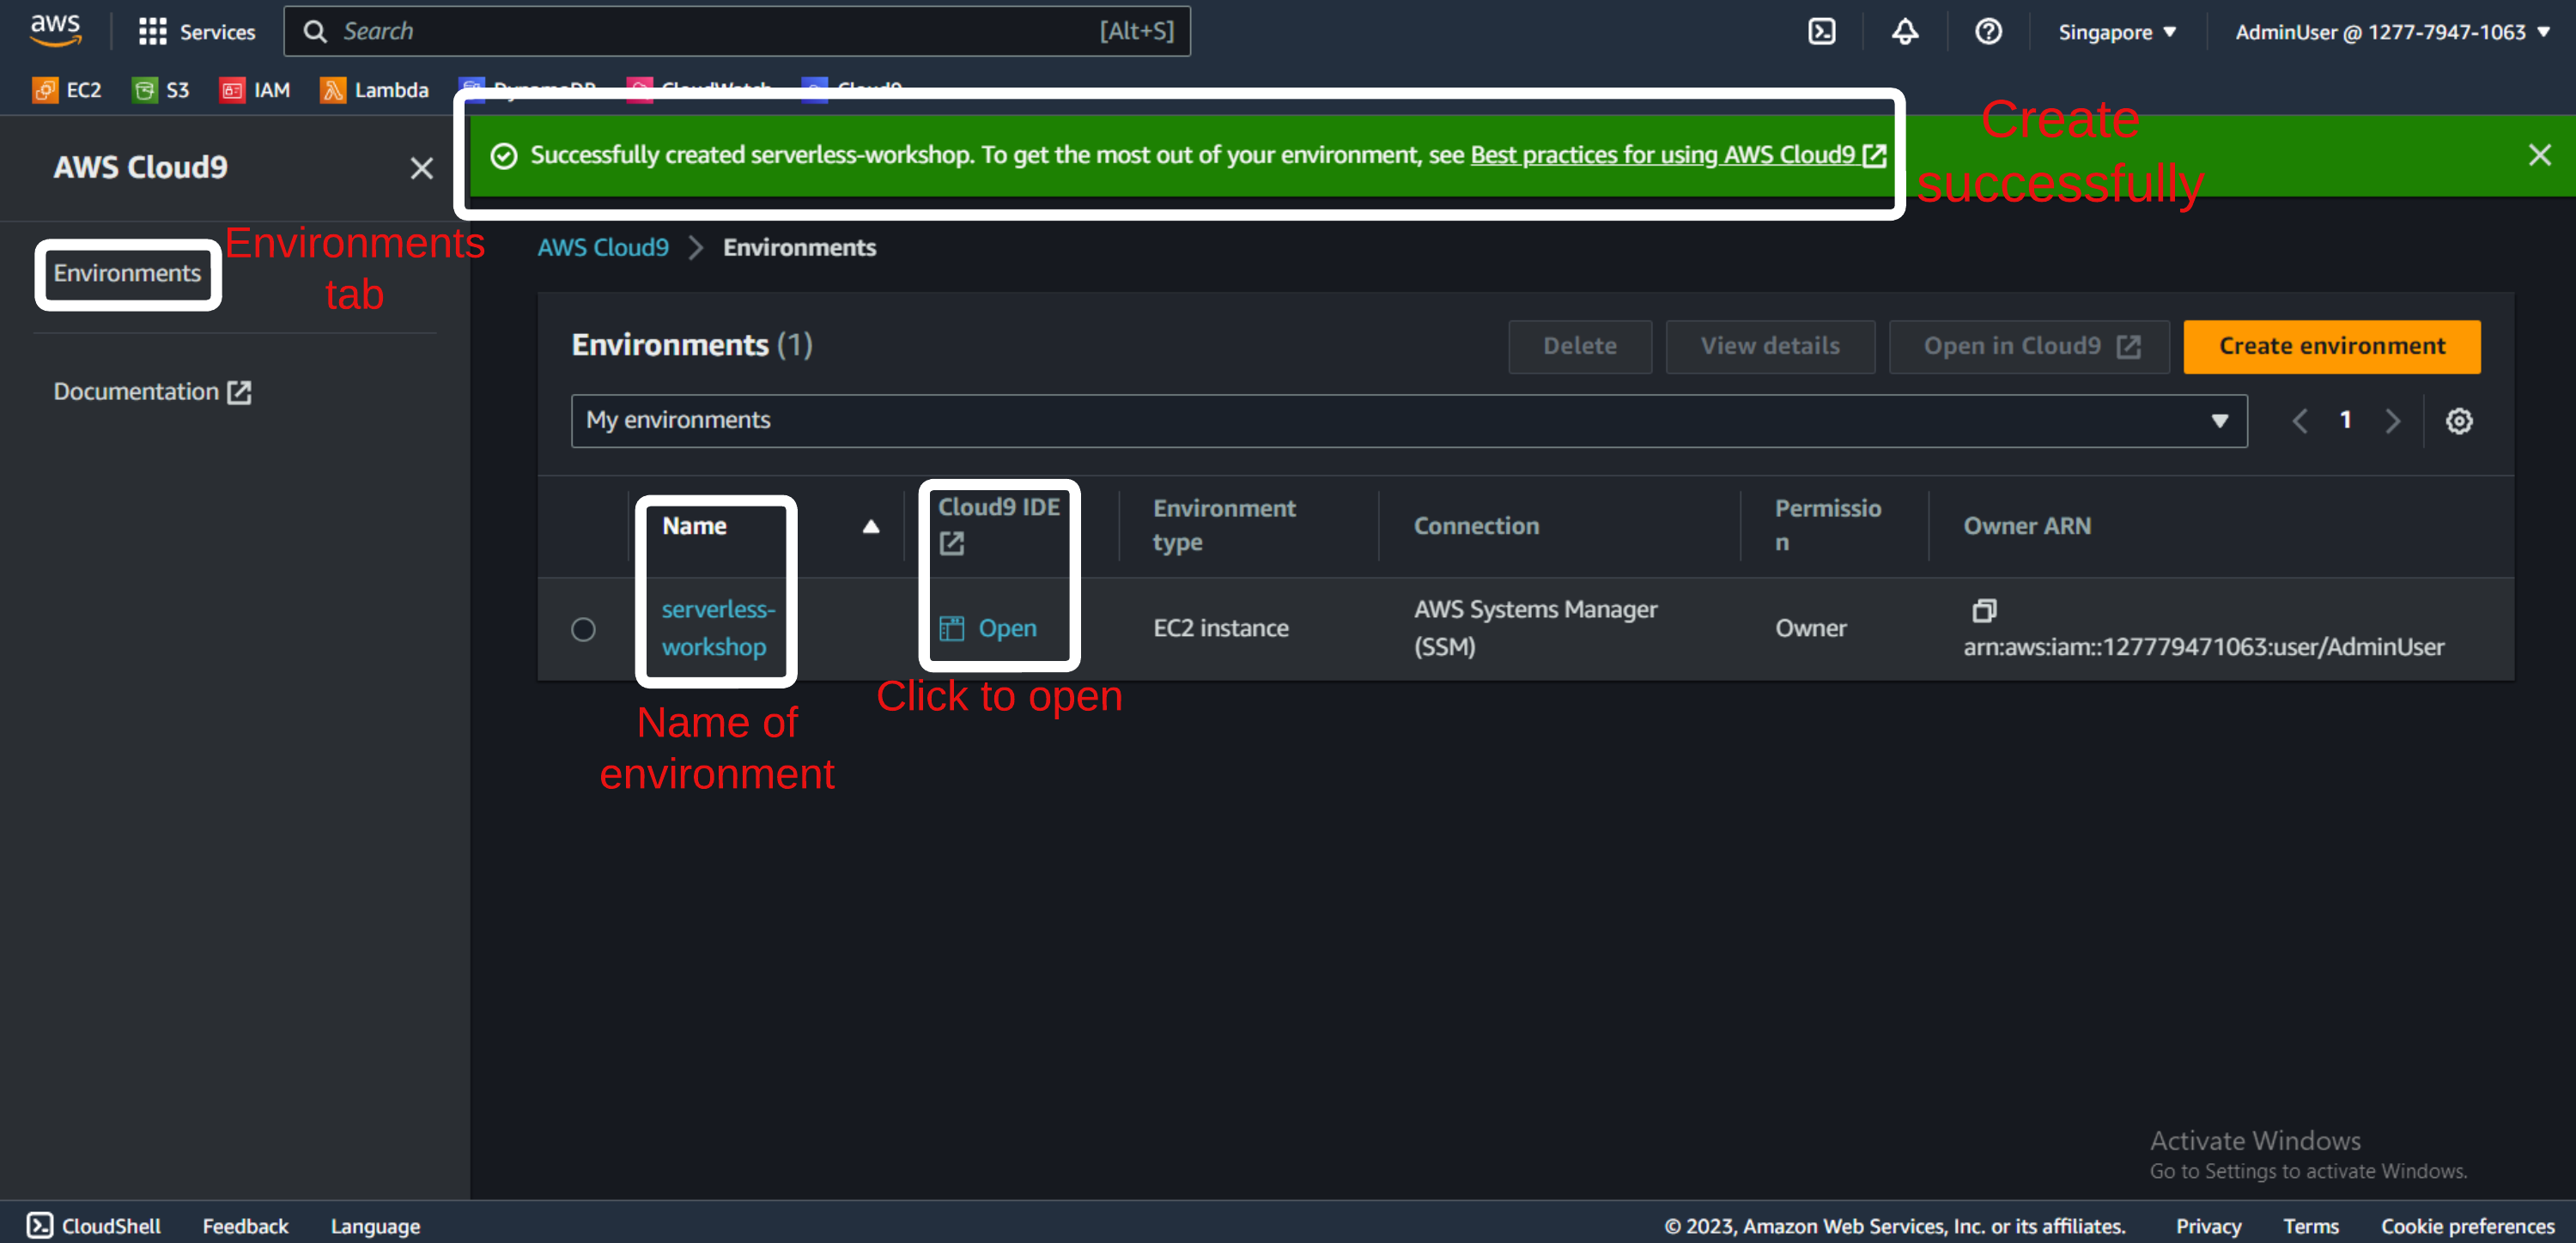 aws
Services
Search
[Alt+S]
Singapore
AdminUser @ 1277-7947-1063
EC2
S3
IAM
Lambda
DynamoDB
CloudWatch
Cloud9
AWS Cloud9
Successfully created serverless-workshop. To get the most out of your environment, see Best practices for using AWS Cloud9
Create
successfully
Environments
Environments
tab
Documentation
AWS Cloud9
Environments
Environments (1)
Delete
View details
Open in Cloud9
Create environment
My environments
1
Name
Cloud9 IDE
Environment
type
Connection
Permissio
n
Owner ARN
serverless-
workshop
Open
EC2 instance
AWS Systems Manager
(SSM)
Owner
arn:aws:iam::127779471063:user/AdminUser
Name of
environment
Click to open
Activate Windows
Go to Settings to activate Windows.
CloudShell
Feedback
Language
© 2023, Amazon Web Services, Inc. or its affiliates.
Privacy
Terms
Cookie preferences